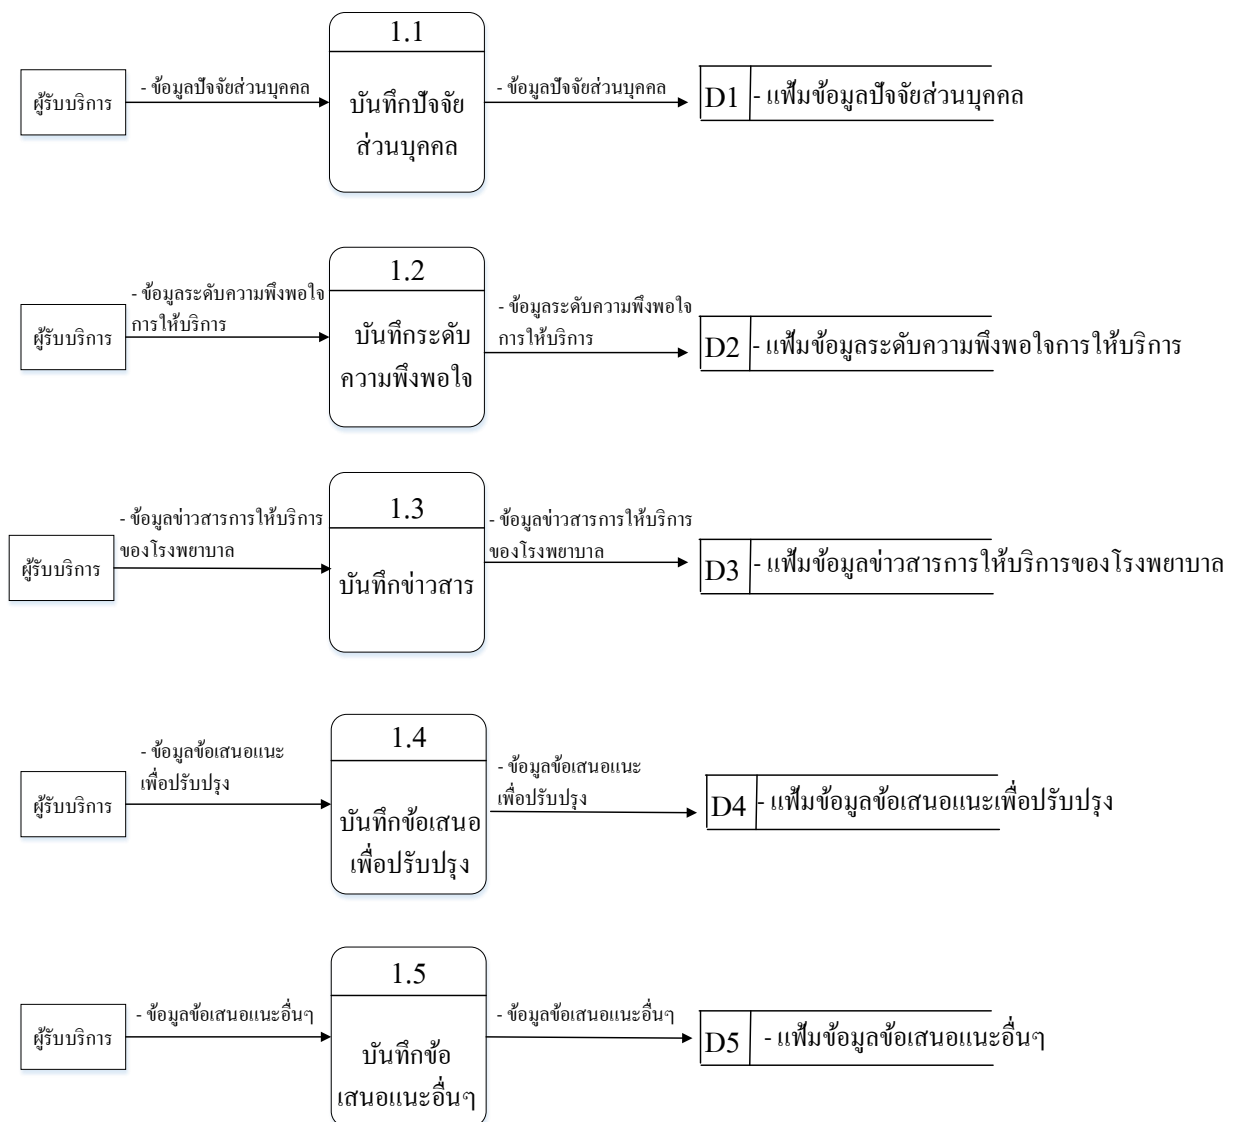 1.1
ผู้รับบริการ
- ข้อมูลปัจจัยส่วนบุคคล
บันทึกปัจจัย
ส่วนบุคคล
- ข้อมูลปัจจัยส่วนบุคคล
D1
- แฟ้มข้อมูลปัจจัยส่วนบุคคล
1.2
ผู้รับบริการ
- ข้อมูลระดับความพึงพอใจ
การให้บริการ
บันทึกระดับ
ความพึงพอใจ
- ข้อมูลระดับความพึงพอใจ
การให้บริการ
D2
- แฟ้มข้อมูลระดับความพึงพอใจการให้บริการ
1.3
ผู้รับบริการ
- ข้อมูลข่าวสารการให้บริการ
ของโรงพยาบาล
บันทึกข่าวสาร
- ข้อมูลข่าวสารการให้บริการ
ของโรงพยาบาล
D3
- แฟ้มข้อมูลข่าวสารการให้บริการของโรงพยาบาล
1.4
ผู้รับบริการ
- ข้อมูลข้อเสนอแนะ
เพื่อปรับปรุง
บันทึกข้อเสนอ
เพื่อปรับปรุง
- ข้อมูลข้อเสนอแนะ
เพื่อปรับปรุง
D4
- แฟ้มข้อมูลข้อเสนอแนะเพื่อปรับปรุง
1.5
ผู้รับบริการ
- ข้อมูลข้อเสนอแนะอื่นๆ
บันทึกข้อ
เสนอแนะอื่นๆ
- ข้อมูลข้อเสนอแนะอื่นๆ
D5
- แฟ้มข้อมูลข้อเสนอแนะอื่นๆ